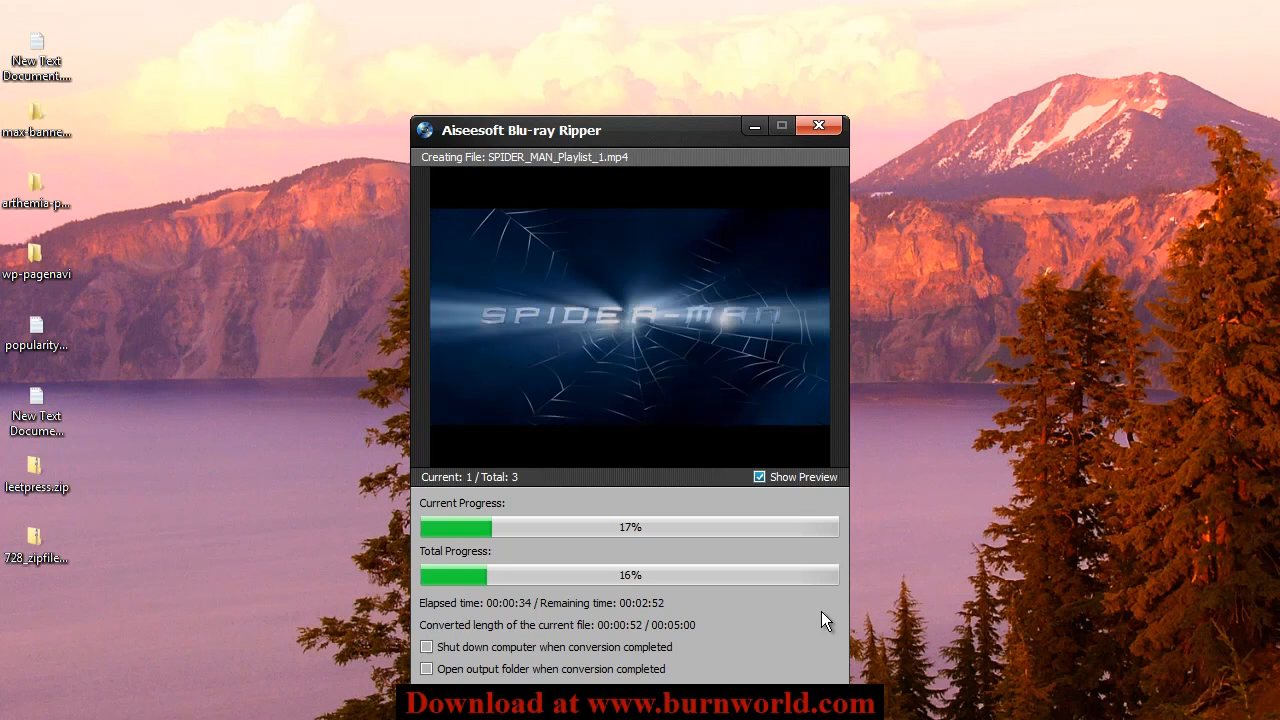 New Text
Document....
max-banne...
arthemia-p...
wp-pagenavi
popularity...
New Text
Docume...
leetpress.zip
728_zipfile...
Aiseesoft Blu-ray Ripper
Creating File: SPIDER_MAN_Playlist_1.mp4
SPIDER-MAN
Current: 1 / Total: 3
Show Preview
Current Progress:
17%
Total Progress:
16%
Elapsed time: 00:00:34 / Remaining time: 00:02:52
Converted length of the current file: 00:00:52 / 00:05:00
Shut down computer when conversion completed
Open output folder when conversion completed
Download at www.burnworld.com